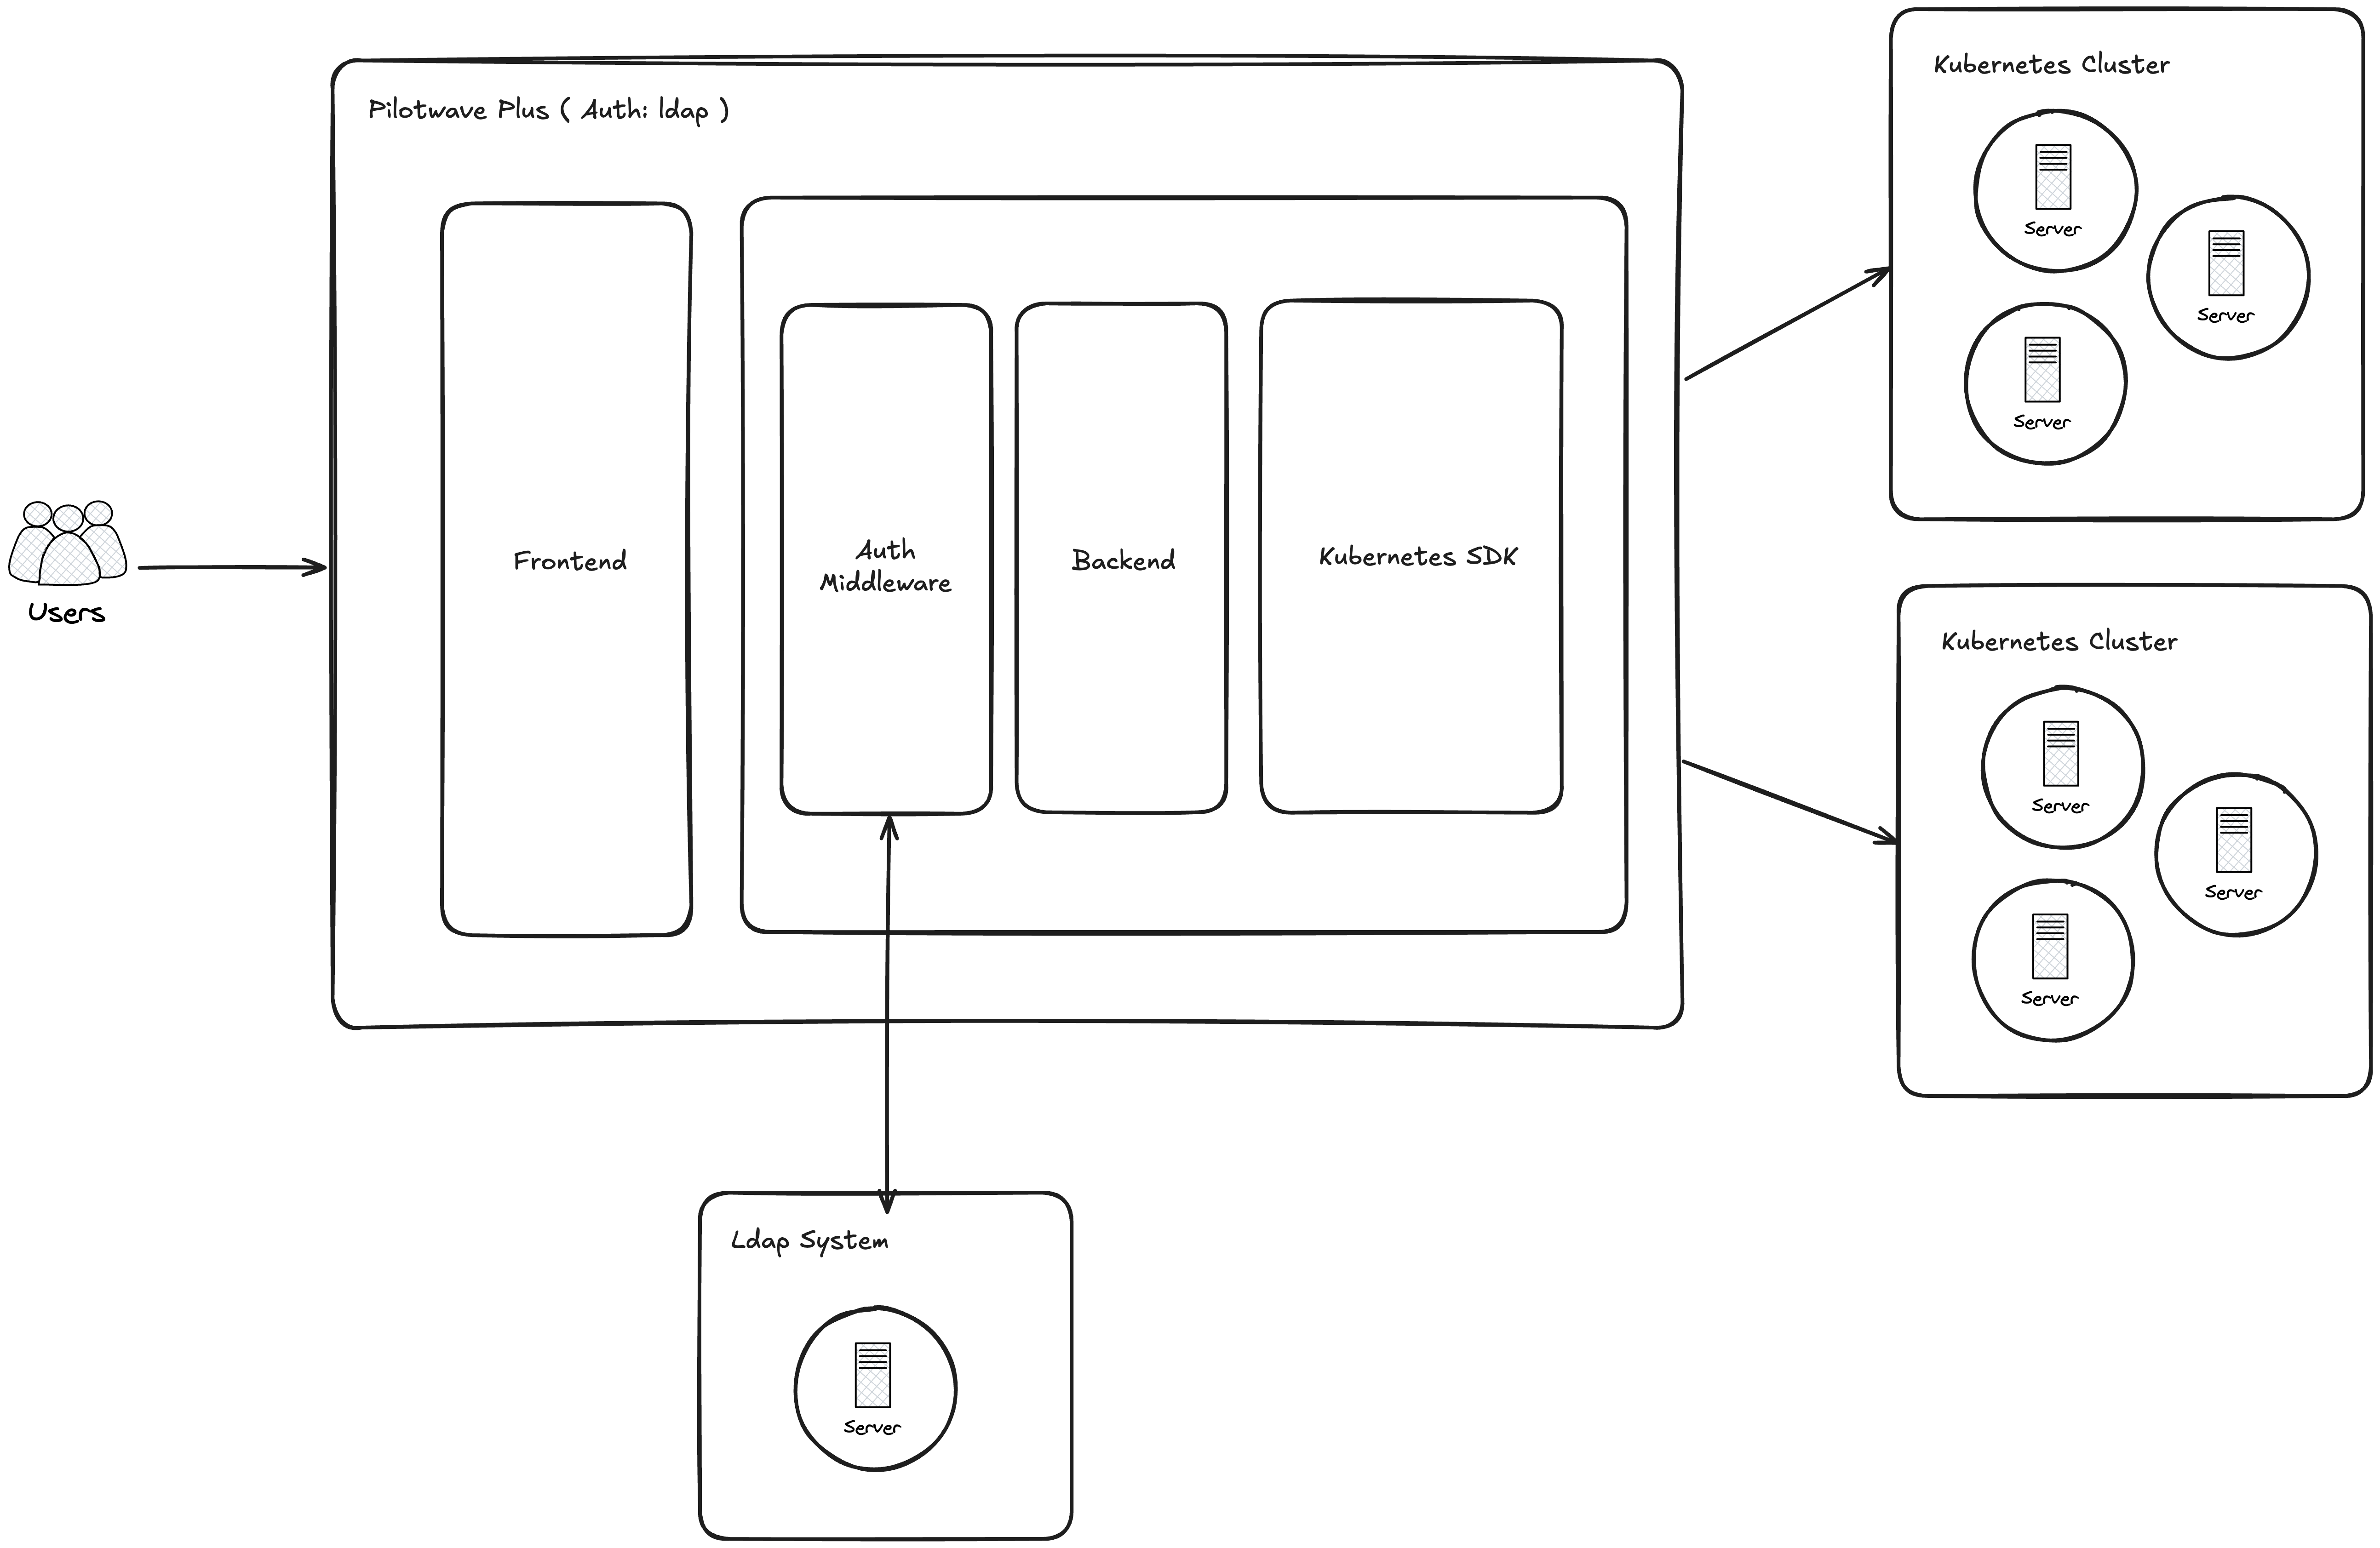 Pilotwave Plus ( Auth: ldap )
Frontend
Auth
Middleware
Backend
Kubernetes SDK
Users
Kubernetes Cluster
Server
Server
Server
Kubernetes Cluster
Server
Server
Server
Ldap System
Server